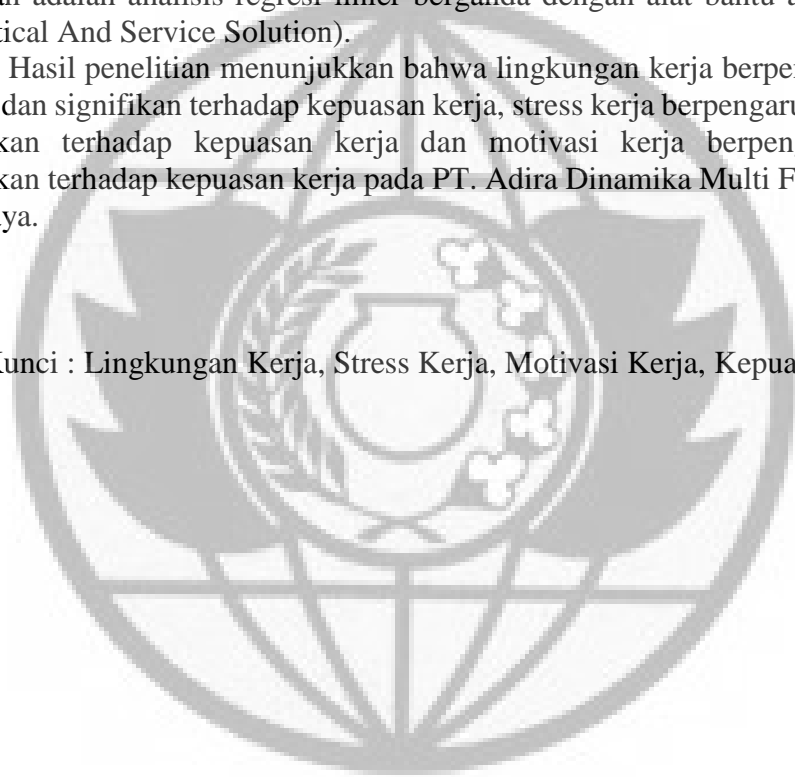 adalah analisis regresi linier berganda dengan alat bantu
tical And Service Solution).
Hasil penelitian menunjukkan bahwa lingkungan kerja berpe
dan signifikan terhadap kepuasan kerja, stress kerja berpengaru
kan terhadap kepuasan kerja dan motivasi kerja berpen
kan terhadap kepuasan kerja pada PT. Adira Dinamika Multi F
ya.
unci : Lingkungan Kerja, Stress Kerja, Motivasi Kerja, Kepua